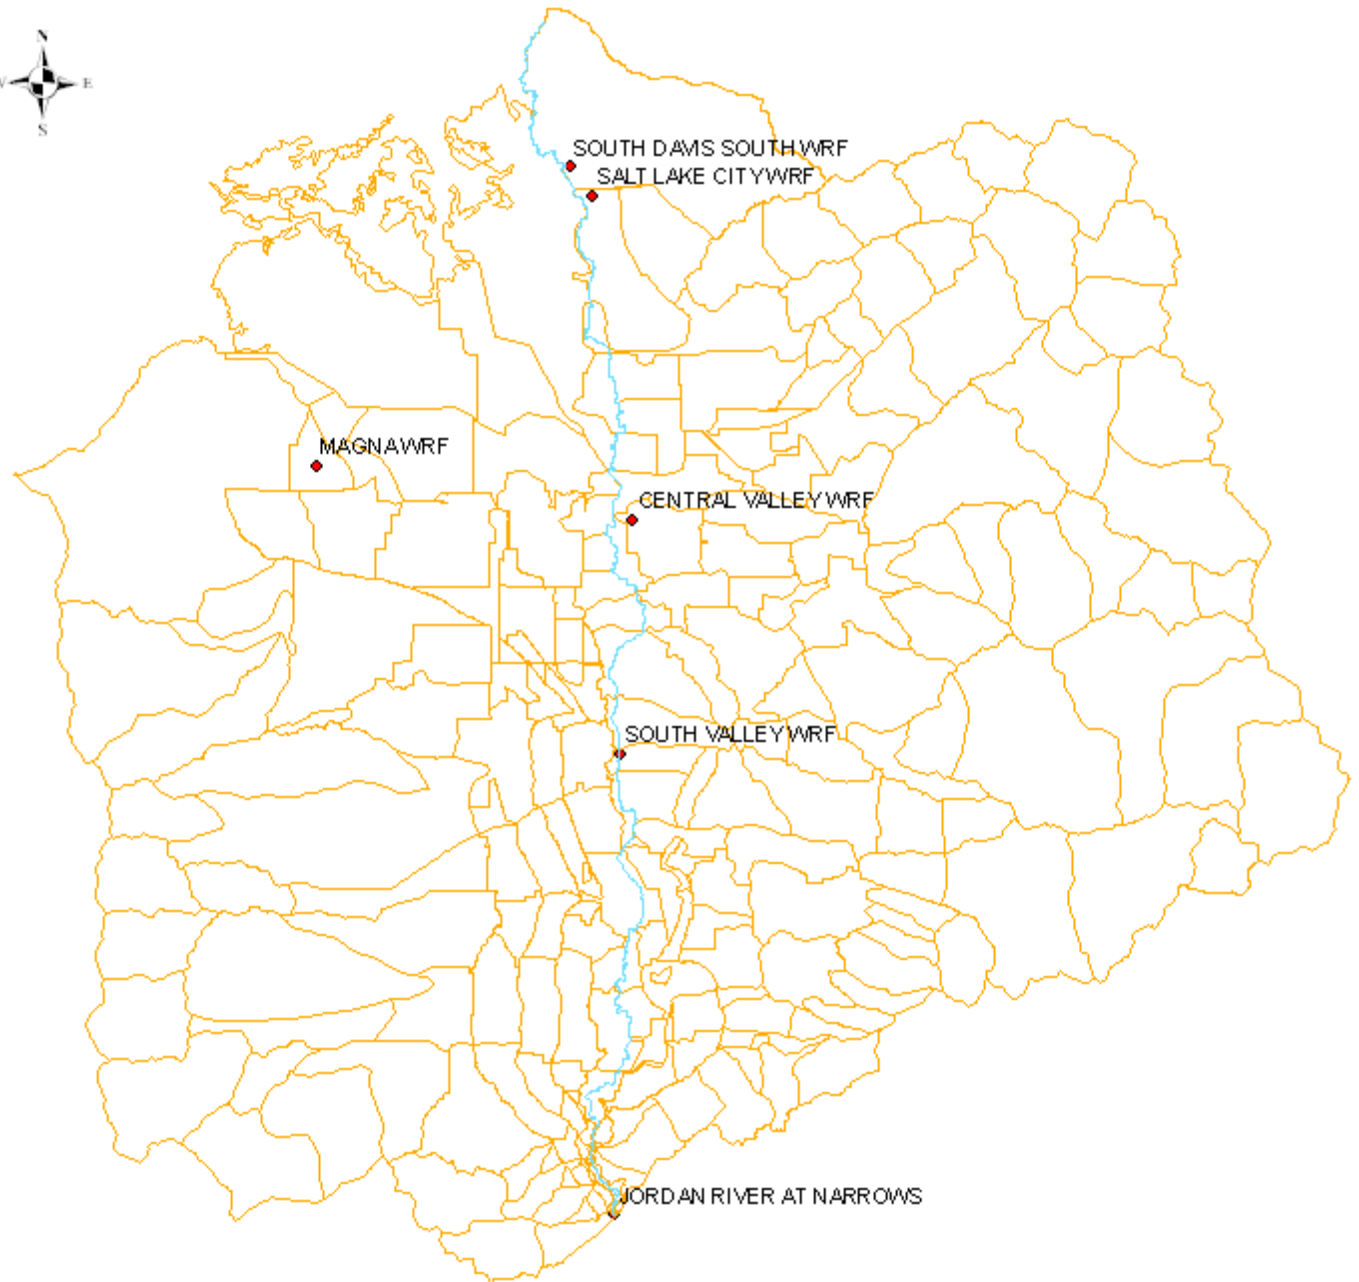 N
W E
S
SOUTH DAVIS SOUTH WRF
SALT LAKE CITY WRF
MAGNA WRF
CENTRAL VALLEY WRF
SOUTH VALLEY WRF
JORDAN RIVER AT NARROWS